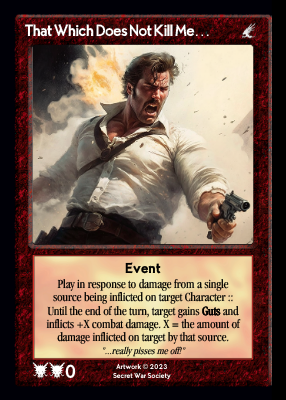 That Which Does Not Kill Me...
Event
Play in response to damage from a single
source being inflicted on target Character ::
Until the end of the turn, target gains Guts and
inflicts +X combat damage. X = the amount of
damage inflicted on target by that source.
"...really pisses me off!"
0
Artwork © 2023
Secret War Society